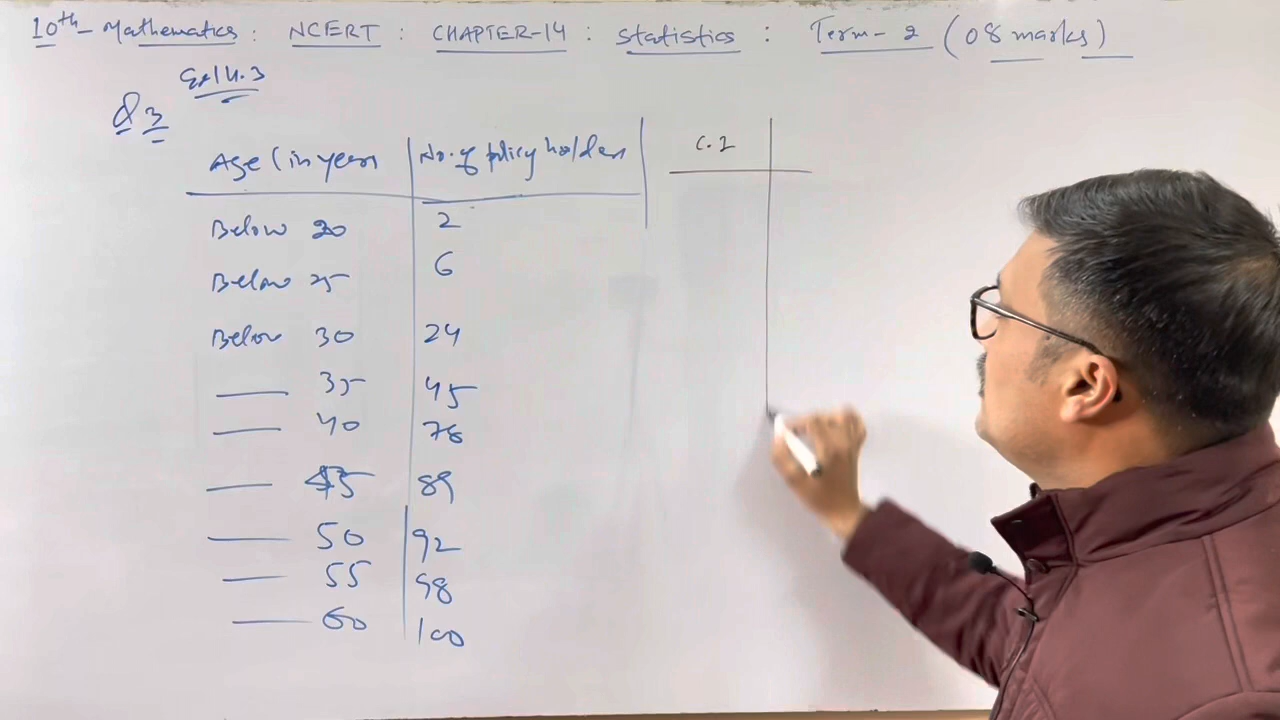 10th Mathematics : NCERT : CHAPTER-14 : Statistics : Term-2 (08 marks)
Ex 14.3
Q3
Age (in years No. of policy holders C.I
Below 20 2
Below 25 6
Below 30 24
—— 35 45
—— 40 78
—— 45 89
—— 50 92
—— 55 98
—— 60 100